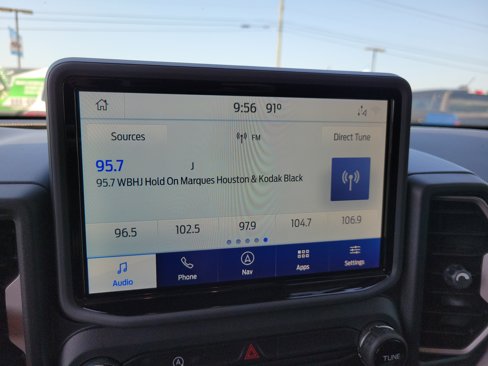 9:56 91°
Sources
FM
Direct Tune
95.7
J
95.7 WBHJ Hold On Marques Houston & Kodak Black
96.5
102.5
97.9
104.7
106.9
Audio
Phone
Nav
Apps
Settings
TUNE